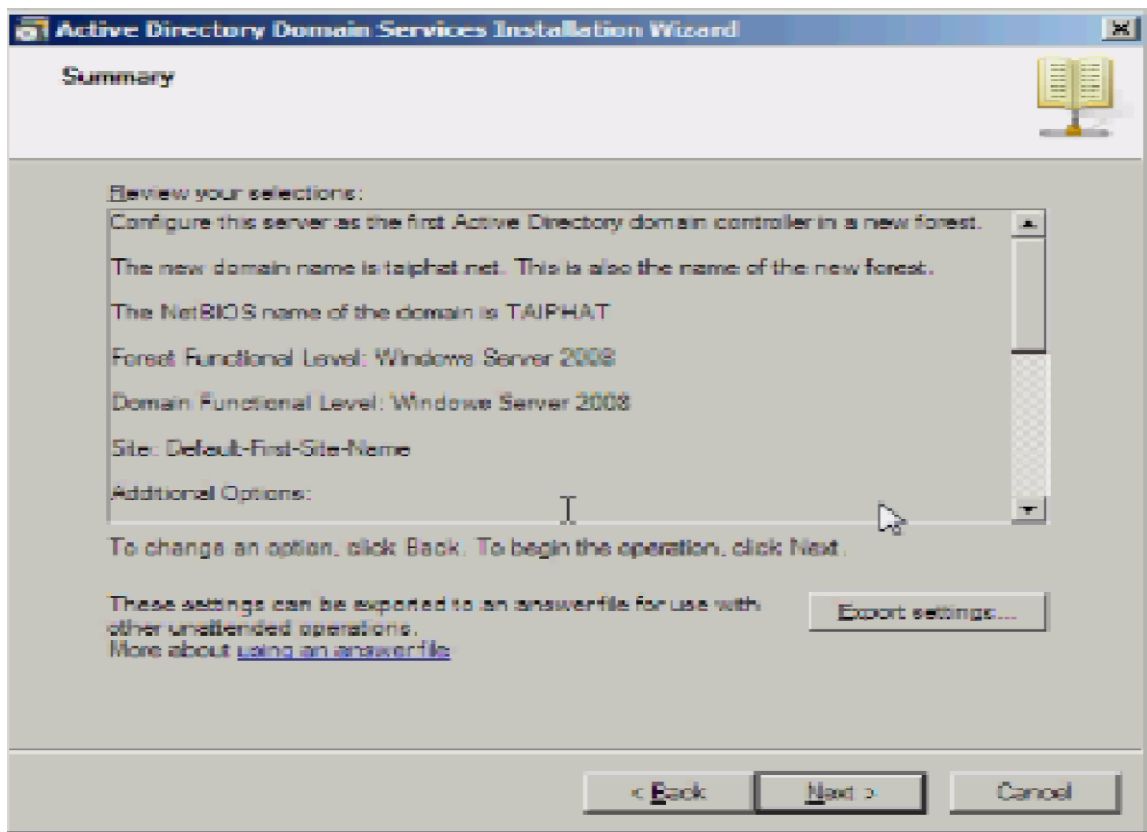 Active Directory Domain Services Installation Wizard
Summary
Review your selections:
Configure this server as the first Active Directory domain controller in a new forest.
The new domain name is taiphat.net. This is also the name of the new forest.
The NetBIOS name of the domain is TAIPHAT
Forest Functional Level: Windows Server 2008
Domain Functional Level: Windows Server 2008
Site: Default-First-Site-Name
Additional Options:
To change an option, click Back. To begin the operation, click Next.
These settings can be exported to an answer file for use with
other unattended operations.
More about using an answer file
Export settings...
< Back
Next >
Cancel